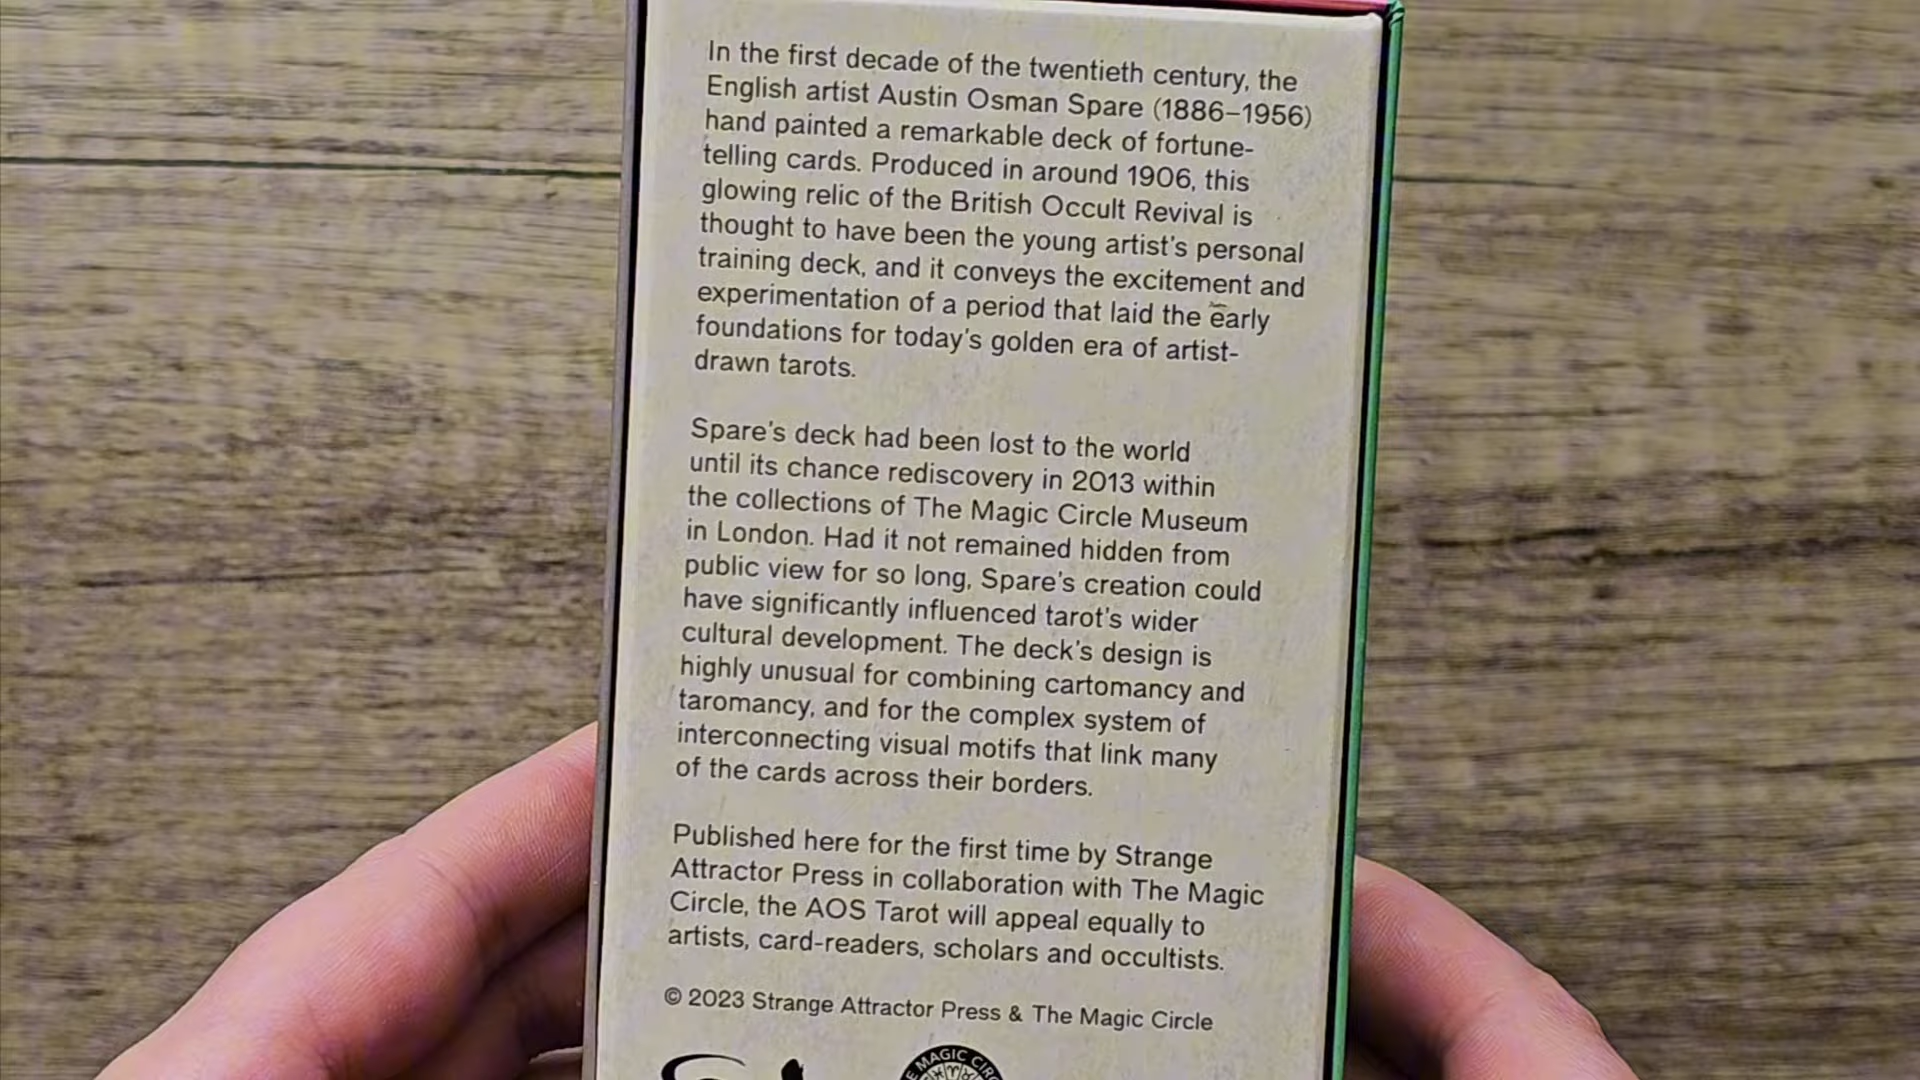 In the first decade of the twentieth century, the
English artist Austin Osman Spare (1886–1956)
hand painted a remarkable deck of fortune-
telling cards. Produced in around 1906, this
glowing relic of the British Occult Revival is
thought to have been the young artist's personal
training deck, and it conveys the excitement and
experimentation of a period that laid the early
foundations for today's golden era of artist-
drawn tarots.
Spare's deck had been lost to the world
until its chance rediscovery in 2013 within
the collections of The Magic Circle Museum
in London. Had it not remained hidden from
public view for so long, Spare's creation could
have significantly influenced tarot's wider
cultural development. The deck's design is
highly unusual for combining cartomancy and
taromancy, and for the complex system of
interconnecting visual motifs that link many
of the cards across their borders.
Published here for the first time by Strange
Attractor Press in collaboration with The Magic
Circle, the AOS Tarot will appeal equally to
artists, card-readers, scholars and occultists.
© 2023 Strange Attractor Press & The Magic Circle
MAGIC